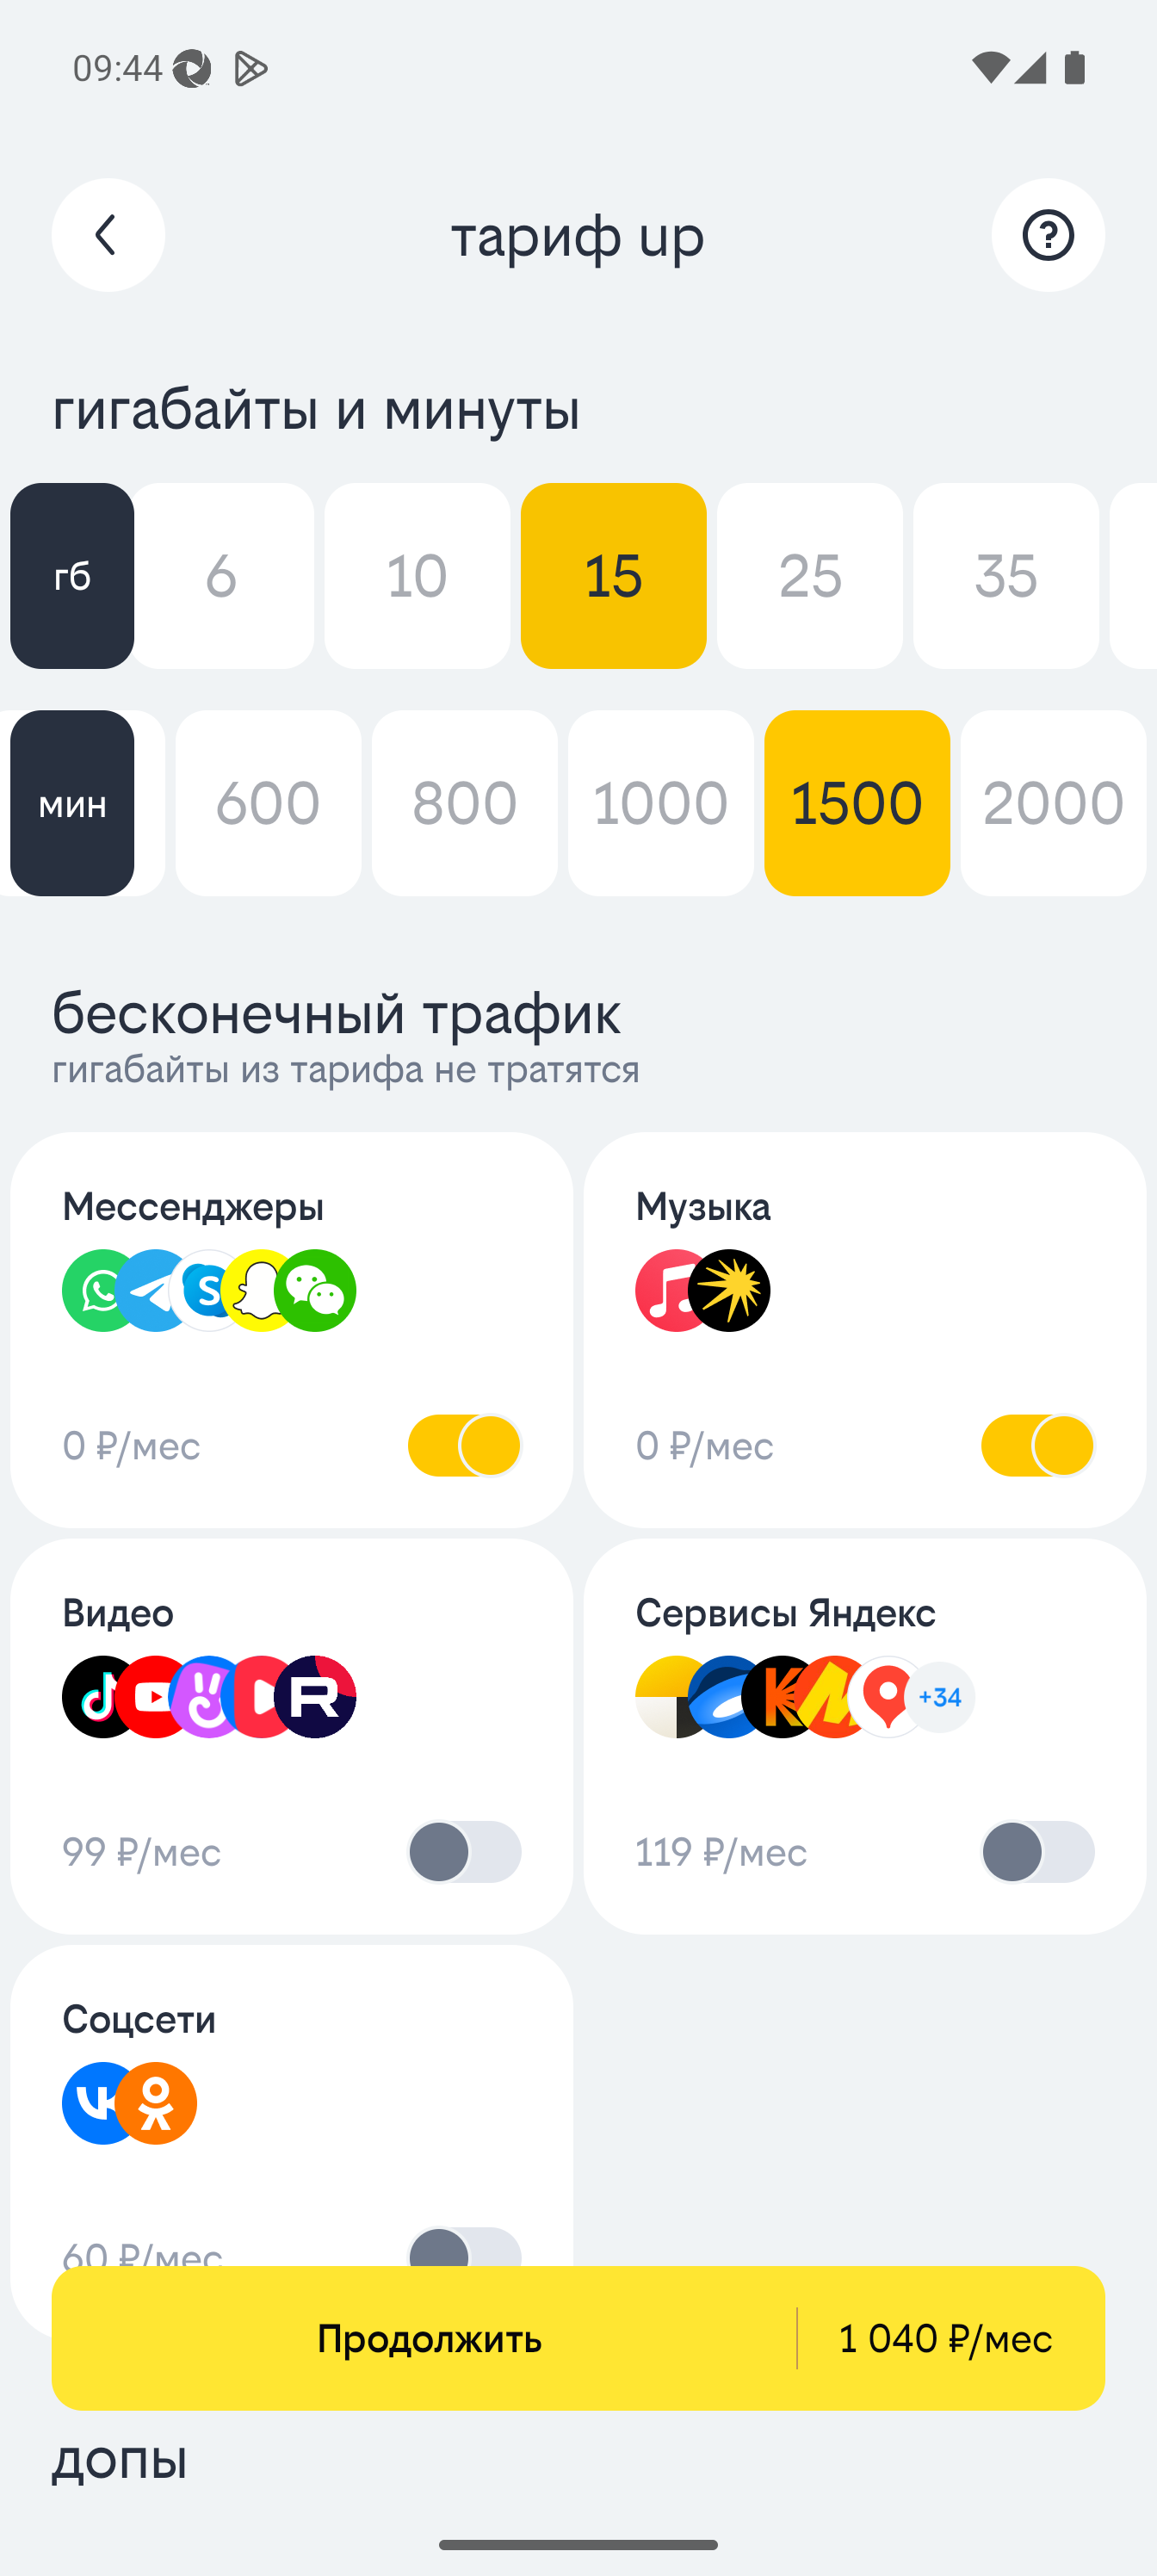 09:44
тариф up
гигабайты и минуты
гб 6 10 15 25 35
мин 600 800 1000 1500 2000
бесконечный трафик
гигабайты из тарифа не тратятся
Мессенджеры
0 ₽/мес
Музыка
0 ₽/мес
Видео
99 ₽/мес
Сервисы Яндекс
+34
119 ₽/мес
Соцсети
60 ₽/мес
Продолжить 1 040 ₽/мес
допы